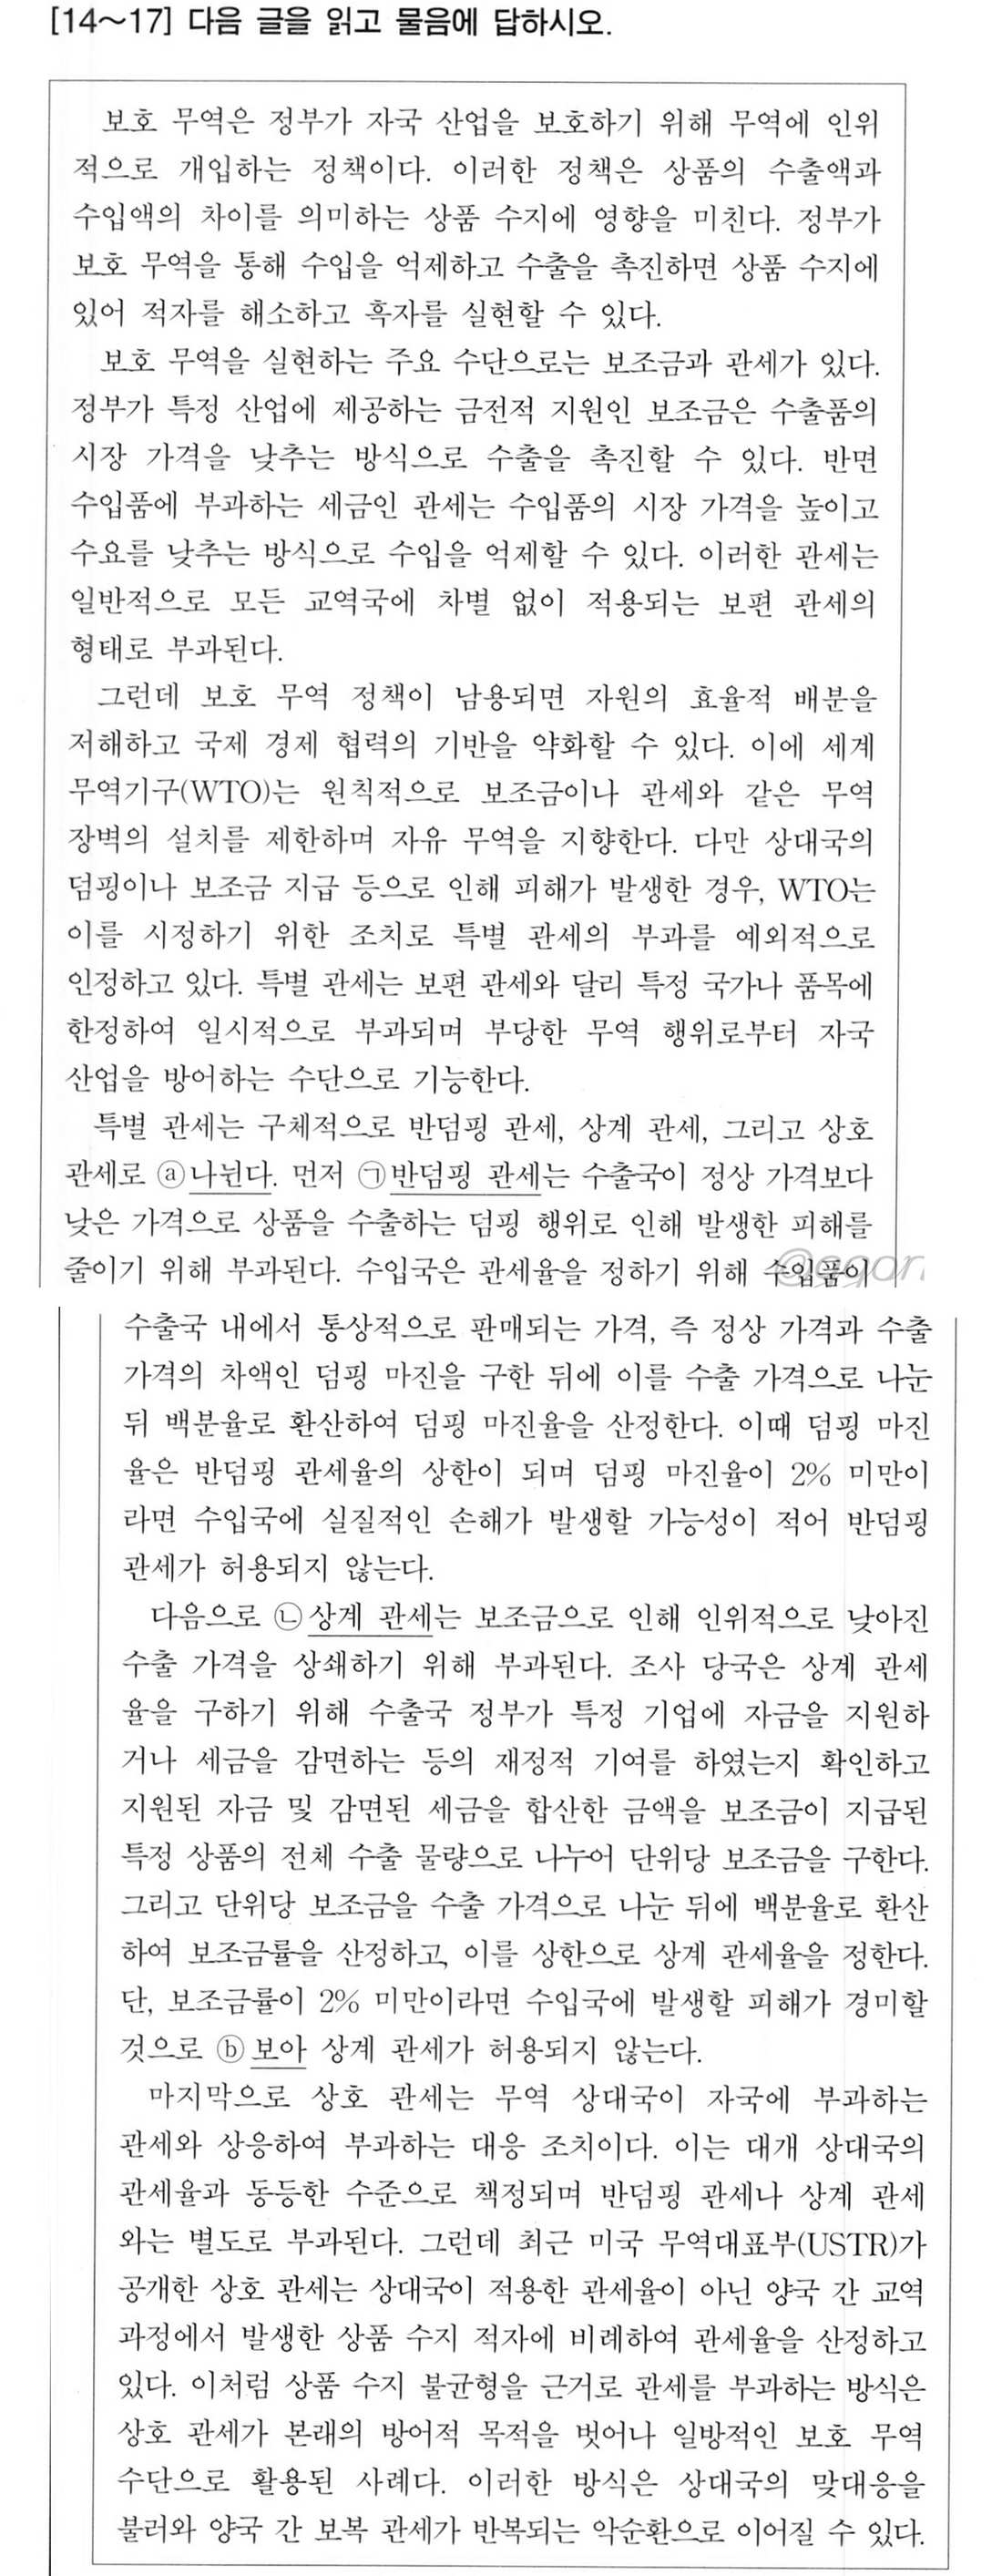 [14～17] 다음 글을 읽고 물음에 답하시오.
보호 무역은 정부가 자국 산업을 보호하기 위해 무역에 인위
적으로 개입하는 정책이다. 이러한 정책은 상품의 수출액과
수입액의 차이를 의미하는 상품 수지에 영향을 미친다. 정부가
보호 무역을 통해 수입을 억제하고 수출을 촉진하면 상품 수지에
있어 적자를 해소하고 흑자를 실현할 수 있다.
보호 무역을 실현하는 주요 수단으로는 보조금과 관세가 있다.
정부가 특정 산업에 제공하는 금전적 지원인 보조금은 수출품의
시장 가격을 낮추는 방식으로 수출을 촉진할 수 있다. 반면
수입품에 부과하는 세금인 관세는 수입품의 시장 가격을 높이고
수요를 낮추는 방식으로 수입을 억제할 수 있다. 이러한 관세는
일반적으로 모든 교역국에 차별 없이 적용되는 보편 관세의
형태로 부과된다.
그런데 보호 무역 정책이 남용되면 자원의 효율적 배분을
저해하고 국제 경제 협력의 기반을 약화할 수 있다. 이에 세계
무역기구(WTO)는 원칙적으로 보조금이나 관세와 같은 무역
장벽의 설치를 제한하며 자유 무역을 지향한다. 다만 상대국의
덤핑이나 보조금 지급 등으로 인해 피해가 발생한 경우, WTO는
이를 시정하기 위한 조치로 특별 관세의 부과를 예외적으로
인정하고 있다. 특별 관세는 보편 관세와 달리 특정 국가나 품목에
한정하여 일시적으로 부과되며 부당한 무역 행위로부터 자국
산업을 방어하는 수단으로 기능한다.
특별 관세는 구체적으로 반덤핑 관세, 상계 관세, 그리고 상호
관세로 ⓐ나뉜다. 먼저 ㉠반덤핑 관세는 수출국이 정상 가격보다
낮은 가격으로 상품을 수출하는 덤핑 행위로 인해 발생한 피해를
줄이기 위해 부과된다. 수입국은 관세율을 정하기 위해 수입품이
수출국 내에서 통상적으로 판매되는 가격, 즉 정상 가격과 수출
가격의 차액인 덤핑 마진을 구한 뒤에 이를 수출 가격으로 나눈
뒤 백분율로 환산하여 덤핑 마진율을 산정한다. 이때 덤핑 마진
율은 반덤핑 관세율의 상한이 되며 덤핑 마진율이 2% 미만이
라면 수입국에 실질적인 손해가 발생할 가능성이 적어 반덤핑
관세가 허용되지 않는다.
다음으로 ㉡상계 관세는 보조금으로 인해 인위적으로 낮아진
수출 가격을 상쇄하기 위해 부과된다. 조사 당국은 상계 관세
율을 구하기 위해 수출국 정부가 특정 기업에 자금을 지원하
거나 세금을 감면하는 등의 재정적 기여를 하였는지 확인하고
지원된 자금 및 감면된 세금을 합산한 금액을 보조금이 지급된
특정 상품의 전체 수출 물량으로 나누어 단위당 보조금을 구한다.
그리고 단위당 보조금을 수출 가격으로 나눈 뒤에 백분율로 환산
하여 보조금률을 산정하고, 이를 상한으로 상계 관세율을 정한다.
단, 보조금률이 2% 미만이라면 수입국에 발생할 피해가 경미할
것으로 ⓑ보아 상계 관세가 허용되지 않는다.
마지막으로 상호 관세는 무역 상대국이 자국에 부과하는
관세와 상응하여 부과하는 대응 조치이다. 이는 대개 상대국의
관세율과 동등한 수준으로 책정되며 반덤핑 관세나 상계 관세
와는 별도로 부과된다. 그런데 최근 미국 무역대표부(USTR)가
공개한 상호 관세는 상대국이 적용한 관세율이 아닌 양국 간 교역
과정에서 발생한 상품 수지 적자에 비례하여 관세율을 산정하고
있다. 이처럼 상품 수지 불균형을 근거로 관세를 부과하는 방식은
상호 관세가 본래의 방어적 목적을 벗어나 일방적인 보호 무역
수단으로 활용된 사례다. 이러한 방식은 상대국의 맞대응을
불러와 양국 간 보복 관세가 반복되는 악순환으로 이어질 수 있다.